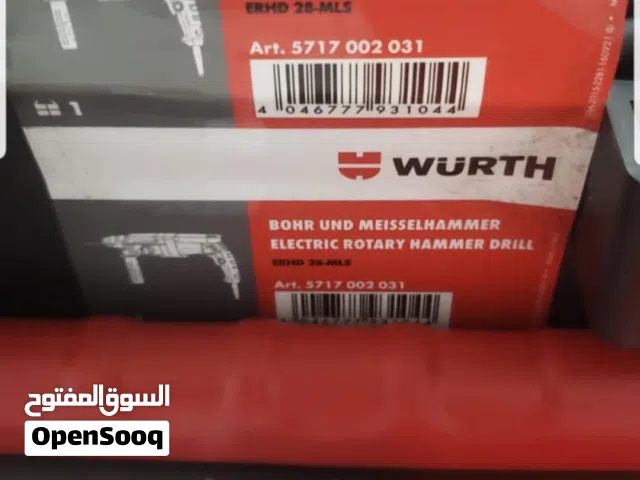 ERHD 28-MLS
Art. 5717 002 031
4 046777 931044
1
WÜRTH
BOHR UND MEISSELHAMMER
ELECTRIC ROTARY HAMMER DRILL
ERHD 28-MLS
Art. 5717 002 031
السوق المفتوح
OpenSooq